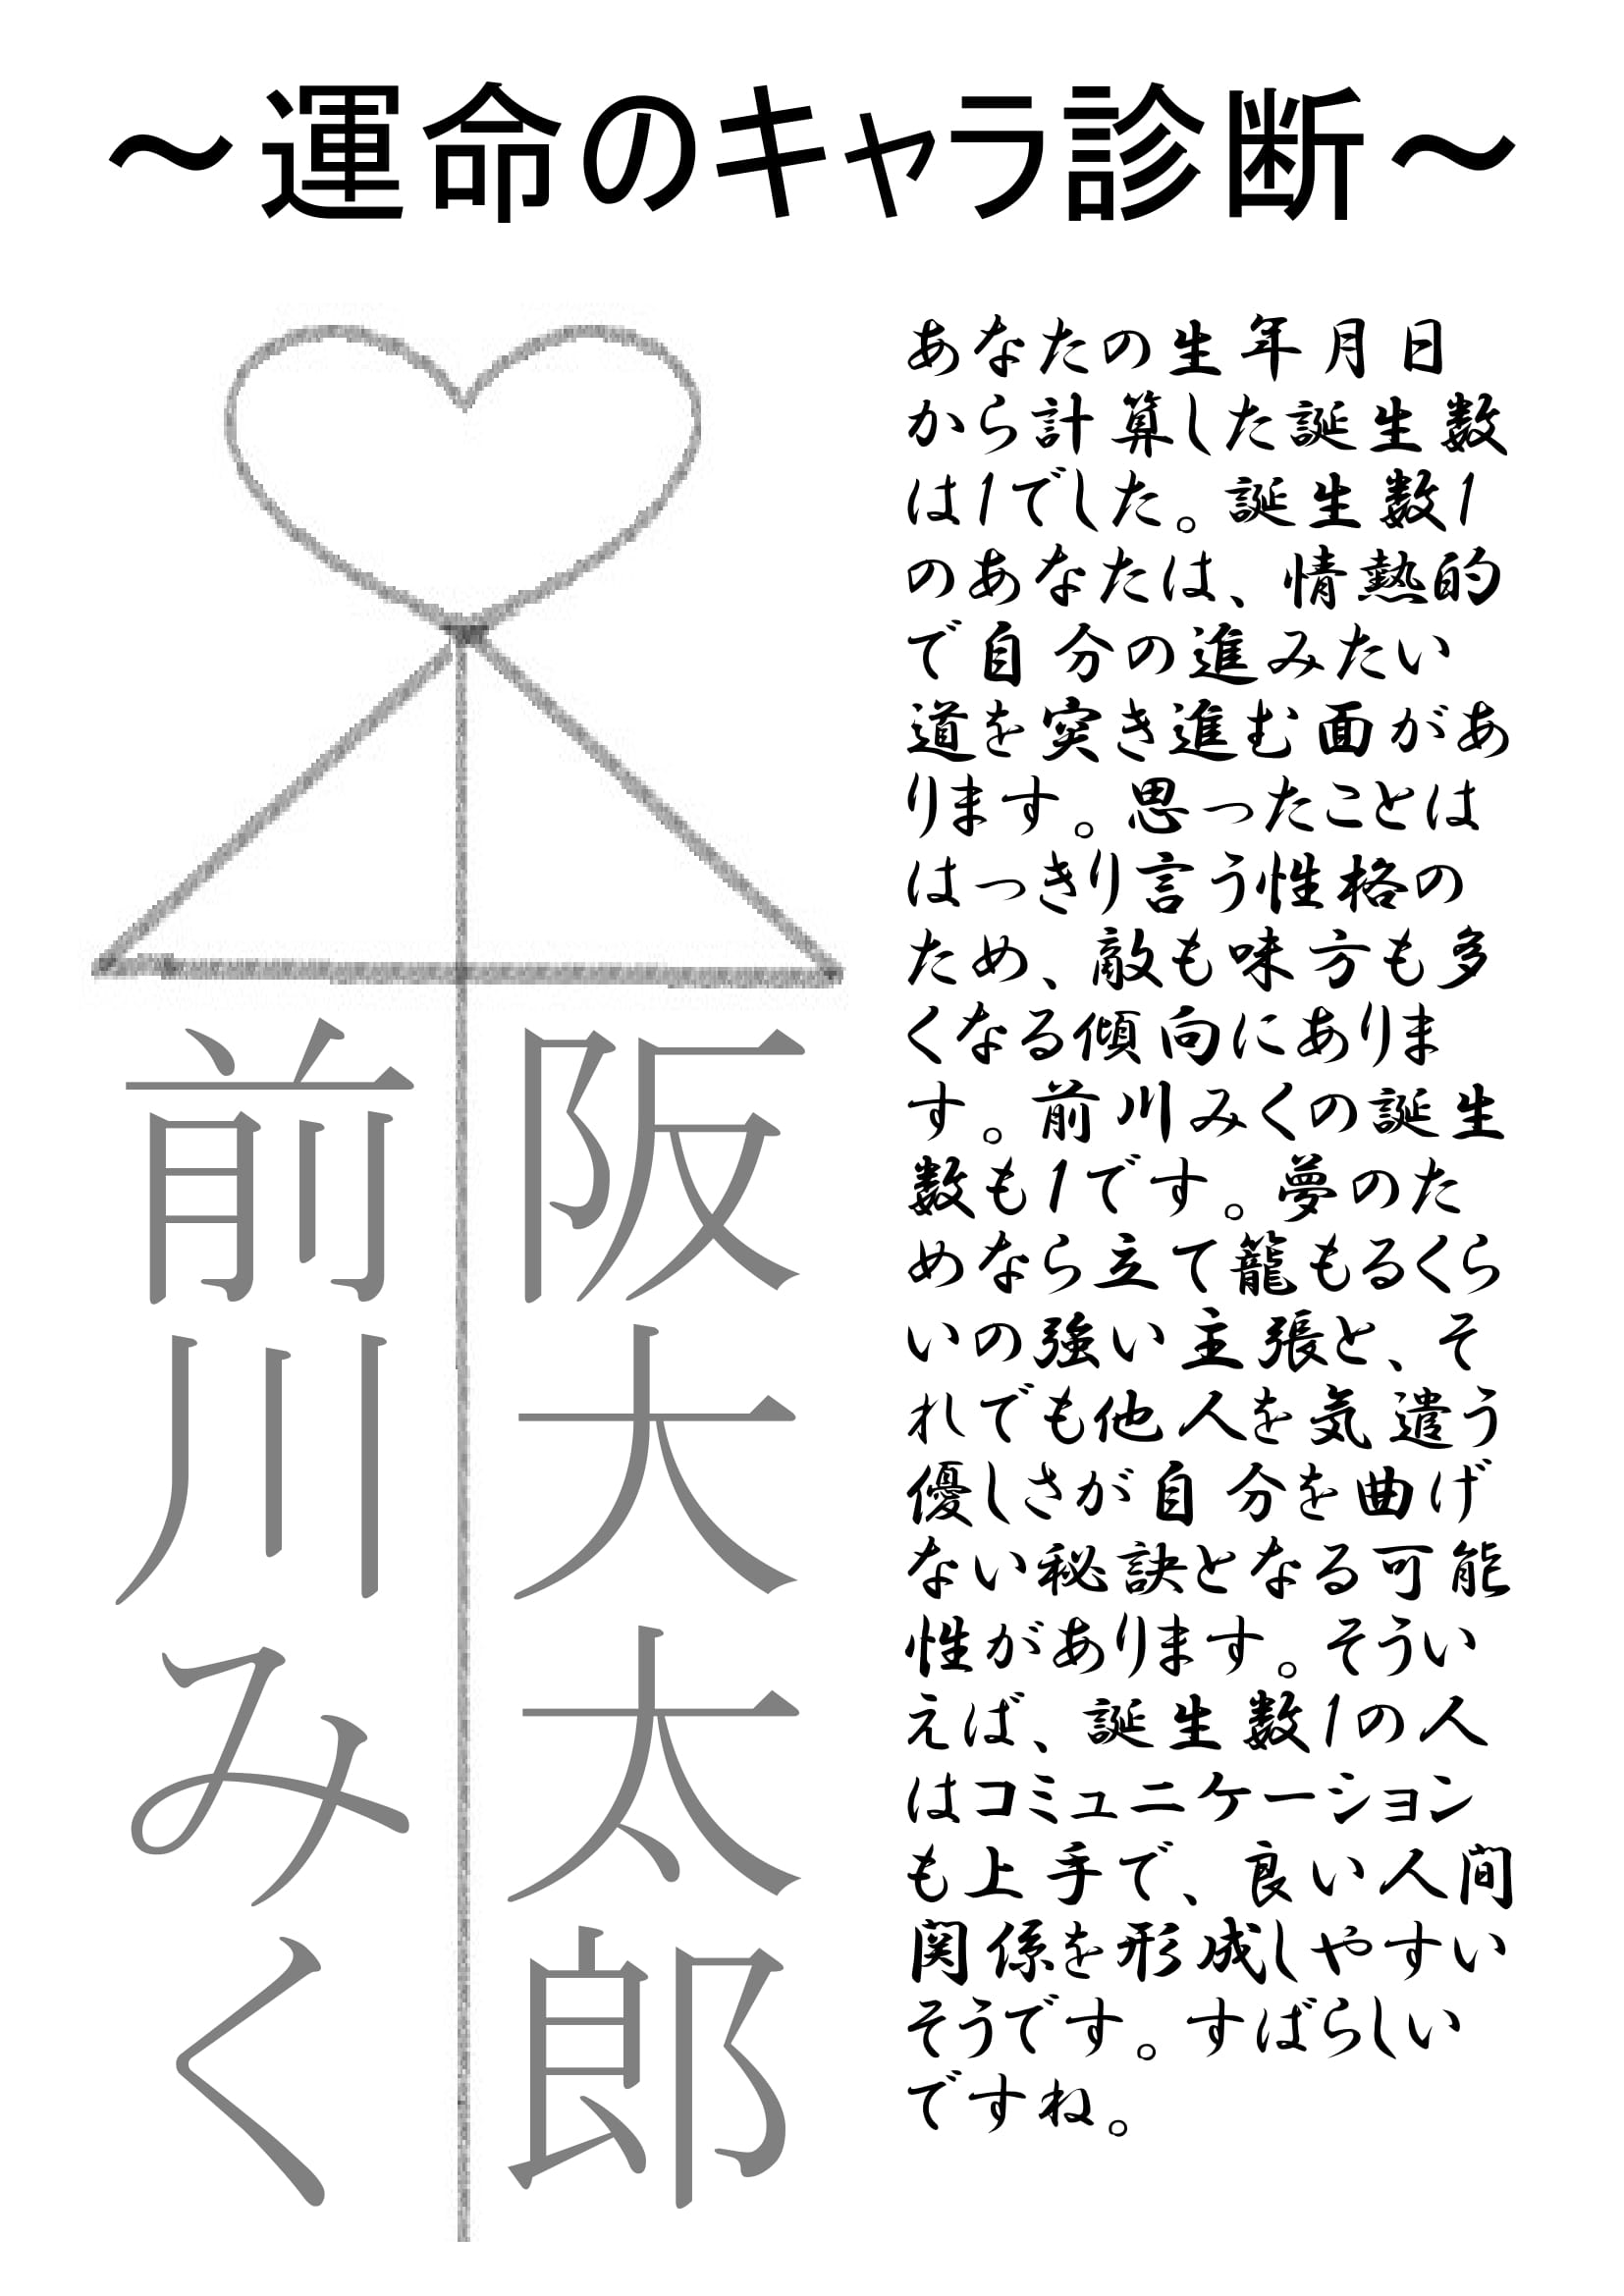 ～運命のキャラ診断～
あなたの生年月日
から計算した誕生数
は1でした。誕生数1
のあなたは、情熱的
で自分の進みたい
道を突き進む面があ
ります。思ったことは
はっきり言う性格の
ため、敵も味方も多
くなる傾向にありま
す。前川みくの誕生
数も1です。夢のた
めなら立て籠もるくら
いの強い主張と、そ
れでも他人を気遣う
優しさが自分を曲げ
ない秘訣となる可能
性があります。そうい
えば、誕生数1の人
はコミュニケーション
も上手で、良い人間
関係を形成しやすい
そうです。すばらしい
ですね。
阪大太郎
前川みく